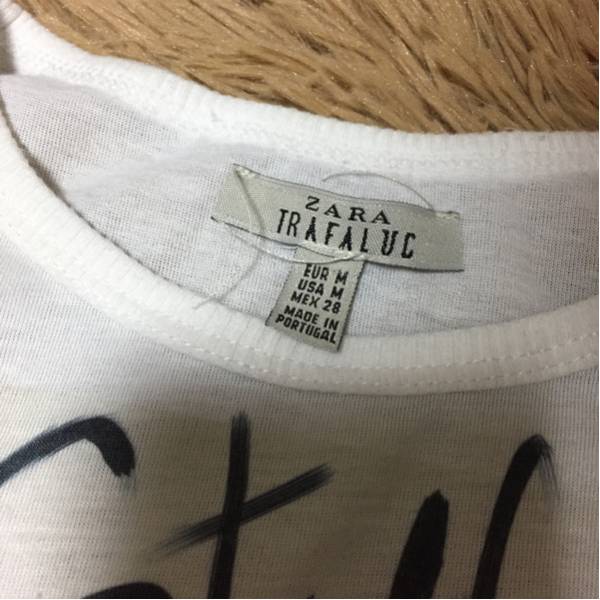 ZARA
TRAFALUC
EUR M
USA M
MEX 28
MADE IN
PORTUGAL